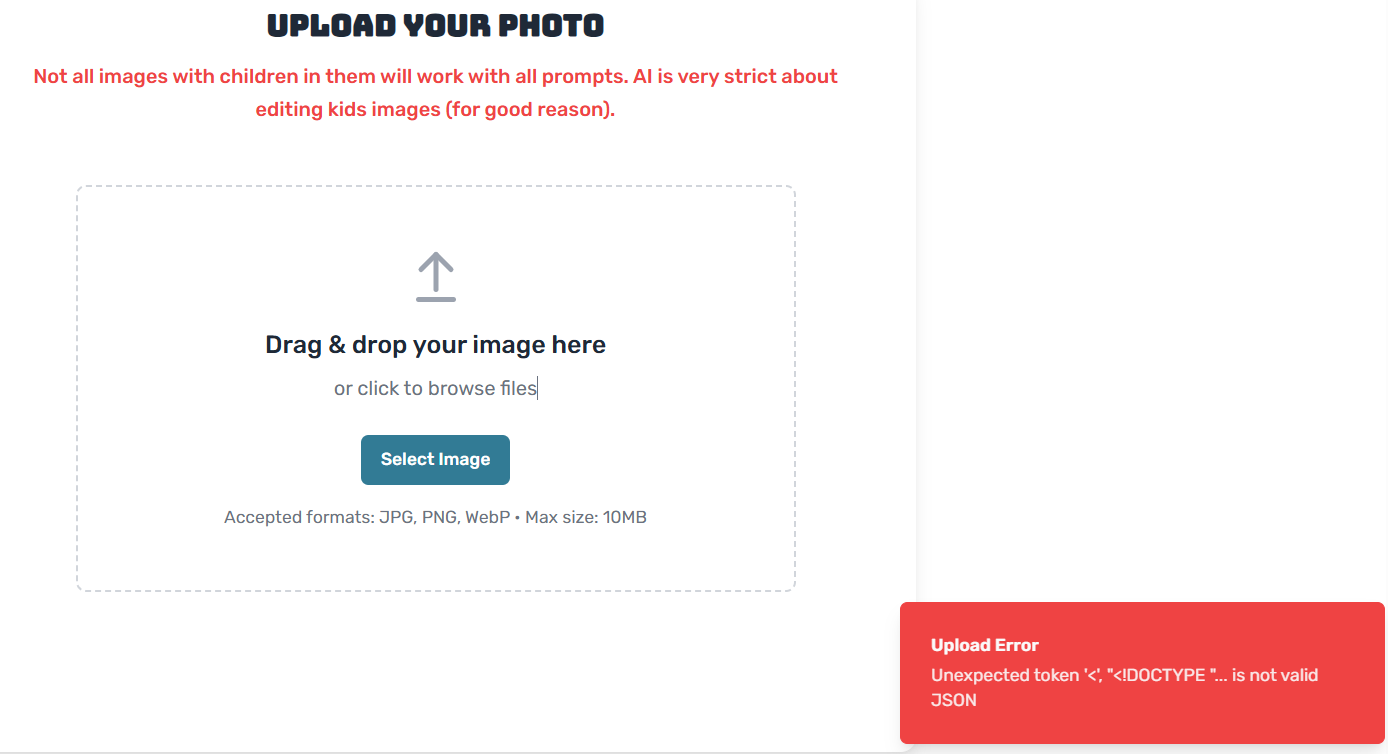 UPLOAD YOUR PHOTO
Not all images with children in them will work with all prompts. AI is very strict about
editing kids images (for good reason).
Drag & drop your image here
or click to browse files
Select Image
Accepted formats: JPG, PNG, WebP • Max size: 10MB
Upload Error
Unexpected token '<', "<!DOCTYPE "... is not valid
JSON